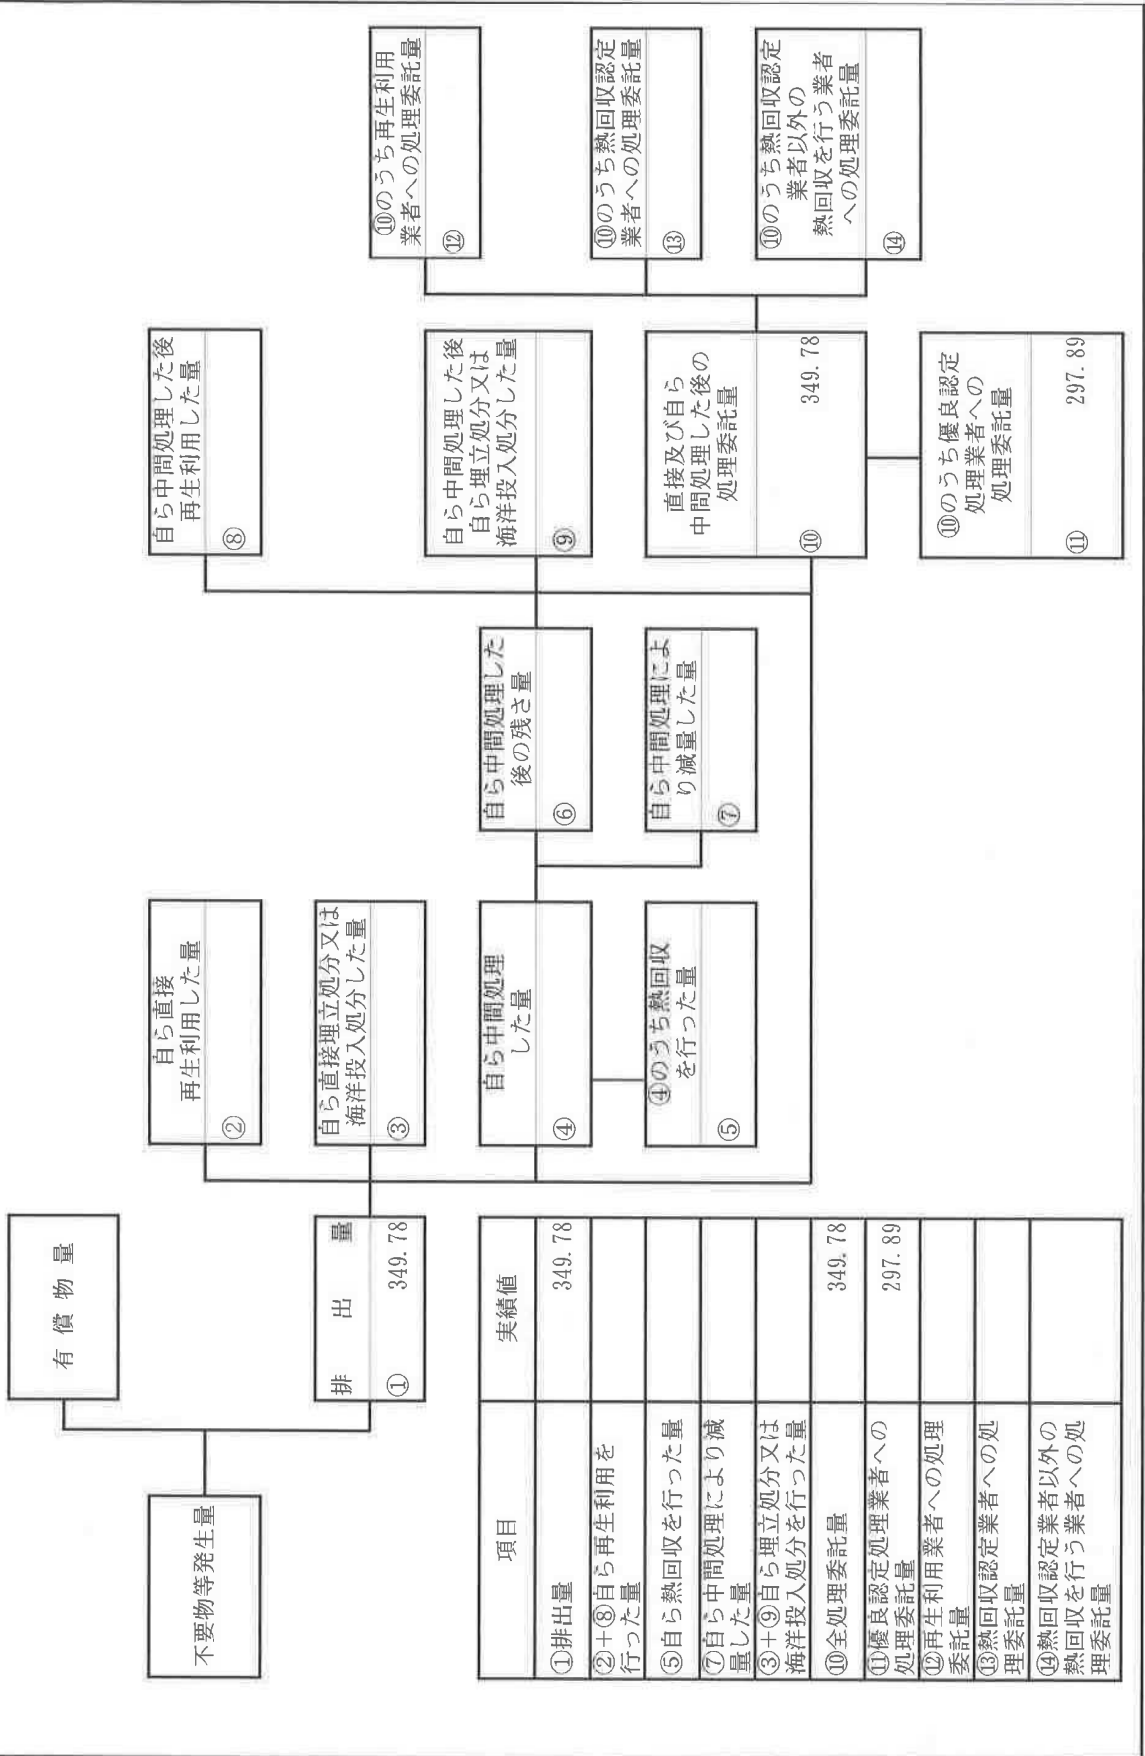 不要物等発生量
有償物量
排出量
① 349.78
自ら直接
再生利用した量
②
自ら直接埋立処分又は
海洋投入処分した量
③
自ら中間処理
した量
④
④のうち熱回収
を行った量
⑤
自ら中間処理した
後の残さ量
⑥
自ら中間処理によ
り減量した量
⑦
自ら中間処理した後
再生利用した量
⑧
自ら中間処理した後
自ら埋立処分又は
海洋投入処分した量
⑨
直接及び自ら
中間処理した後の
処理委託量
⑩ 349.78
⑩のうち優良認定
処理業者への
処理委託量
⑪ 297.89
⑩のうち再生利用
業者への処理委託量
⑫
⑩のうち熱回収認定
業者への処理委託量
⑬
⑩のうち熱回収認定
業者以外の
熱回収を行う業者
への処理委託量
⑭
項目 実績値
①排出量 349.78
②+⑧自ら再生利用を
行った量
⑤自ら熱回収を行った量
⑦自ら中間処理により減
量した量
③+⑨自ら埋立処分又は
海洋投入処分を行った量
⑩全処理委託量 349.78
⑪優良認定処理業者への
処理委託量 297.89
⑫再生利用業者への処理
委託量
⑬熱回収認定業者への処
理委託量
⑭熱回収認定業者以外の
熱回収を行う業者への処
理委託量